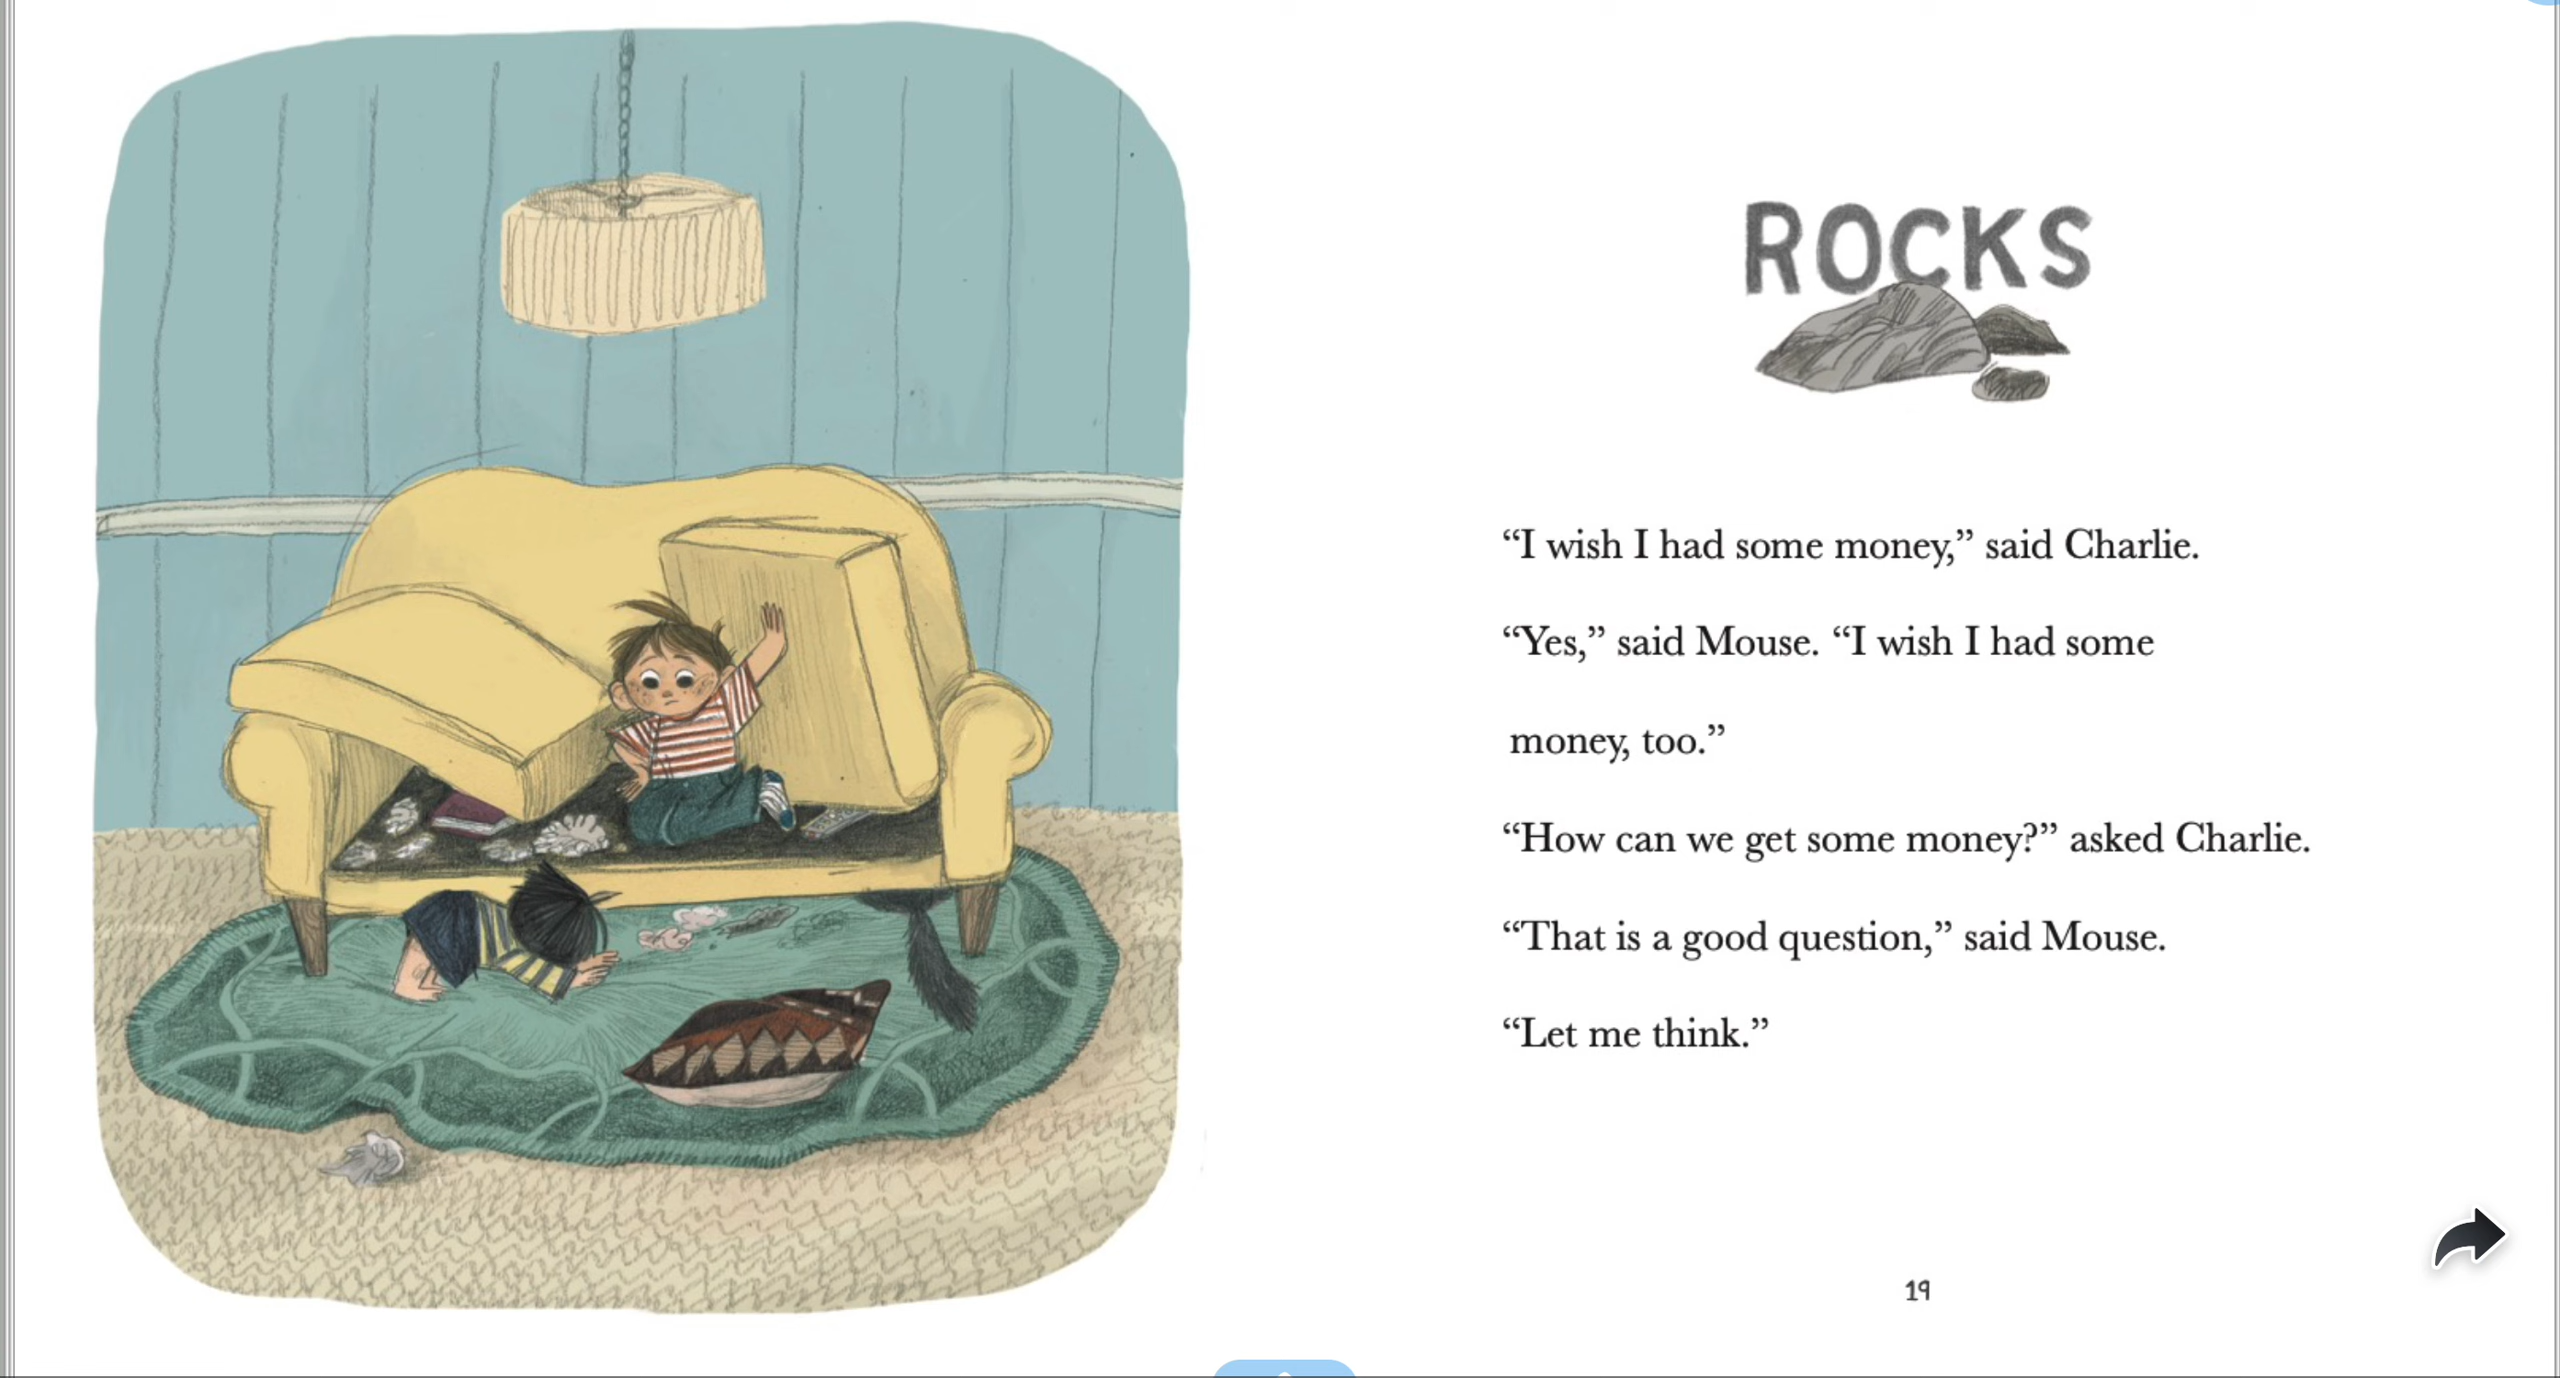 ROCKS
“I wish I had some money,” said Charlie.
“Yes,” said Mouse. “I wish I had some
money, too.”
“How can we get some money?” asked Charlie.
“That is a good question,” said Mouse.
“Let me think.”
19